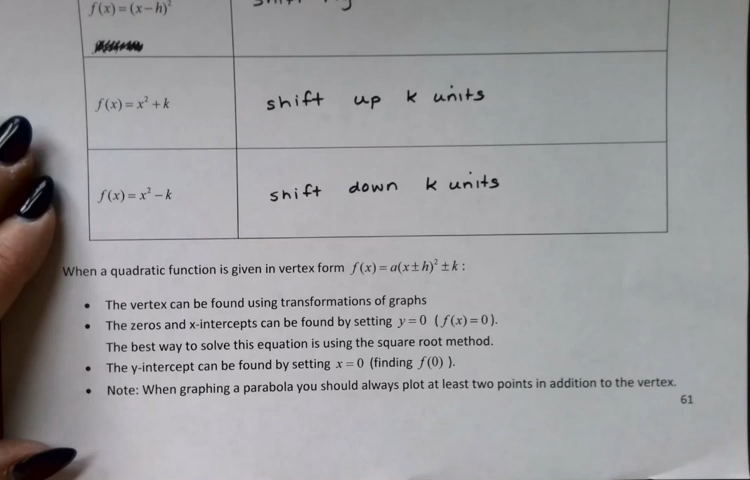 f(x) = (x − h)²
f(x) = x² + k
shift up k units
f(x) = x² − k
shift down k units
When a quadratic function is given in vertex form f(x) = a(x ± h)² ± k :
• The vertex can be found using transformations of graphs
• The zeros and x-intercepts can be found by setting y = 0 ( f(x) = 0 ).
The best way to solve this equation is using the square root method.
• The y-intercept can be found by setting x = 0 (finding f(0) ).
• Note: When graphing a parabola you should always plot at least two points in addition to the vertex.
61